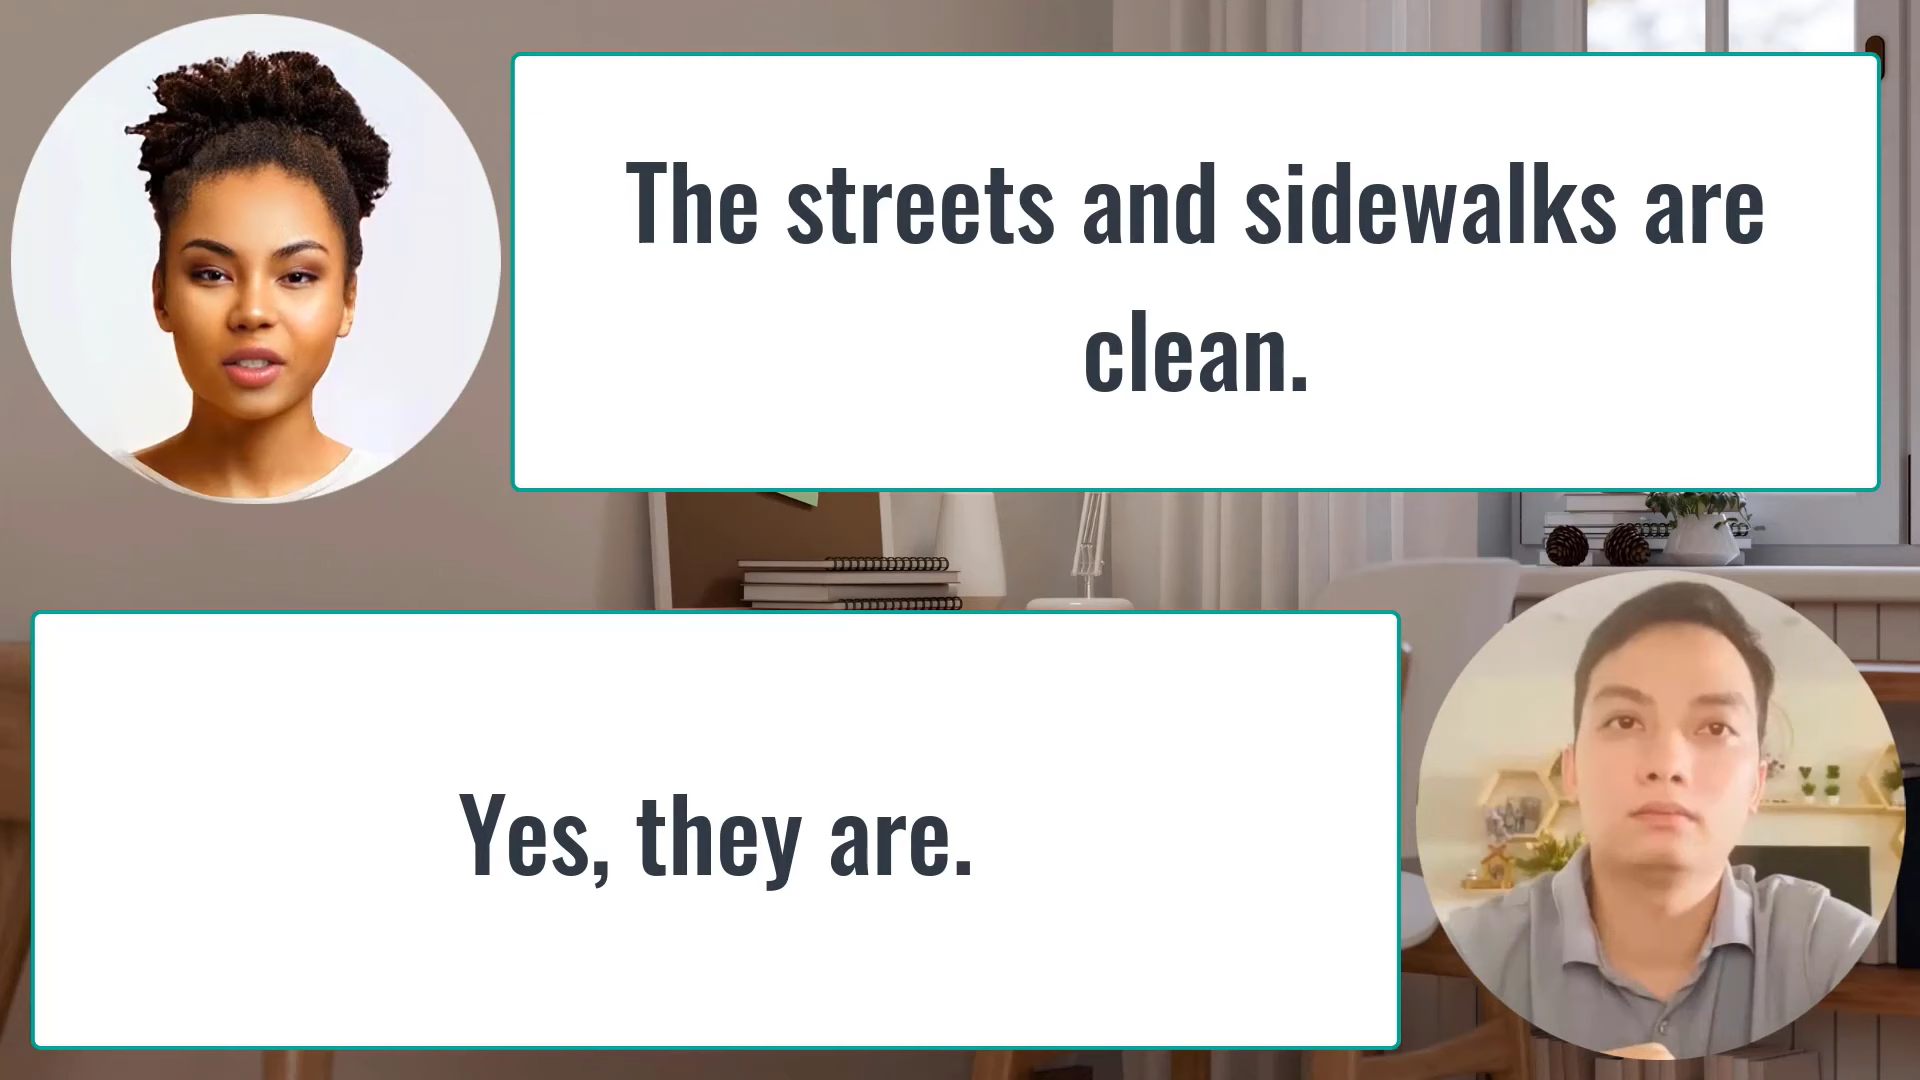 The streets and sidewalks are
clean.
Yes, they are.